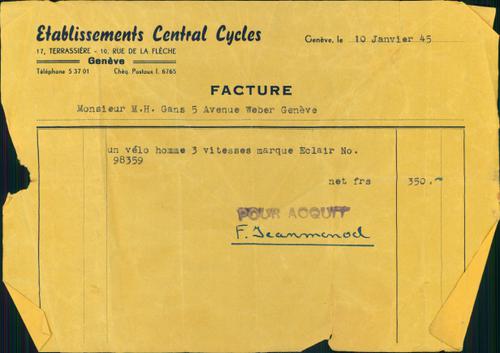 Etablissements Central Cycles
17, TERRASSIÈRE - 10, RUE DE LA FLÈCHE
Genève
Téléphone 5 37 01 Chèq. Postaux I. 6765
Genève, le 10 Janvier 45
FACTURE
Monsieur M.H. Gans 5 Avenue Weber Genève
un vélo homme 3 vitesses marque Eclair No.
98359
net frs 350.-
POUR ACQUIT
F. Jeanmonod